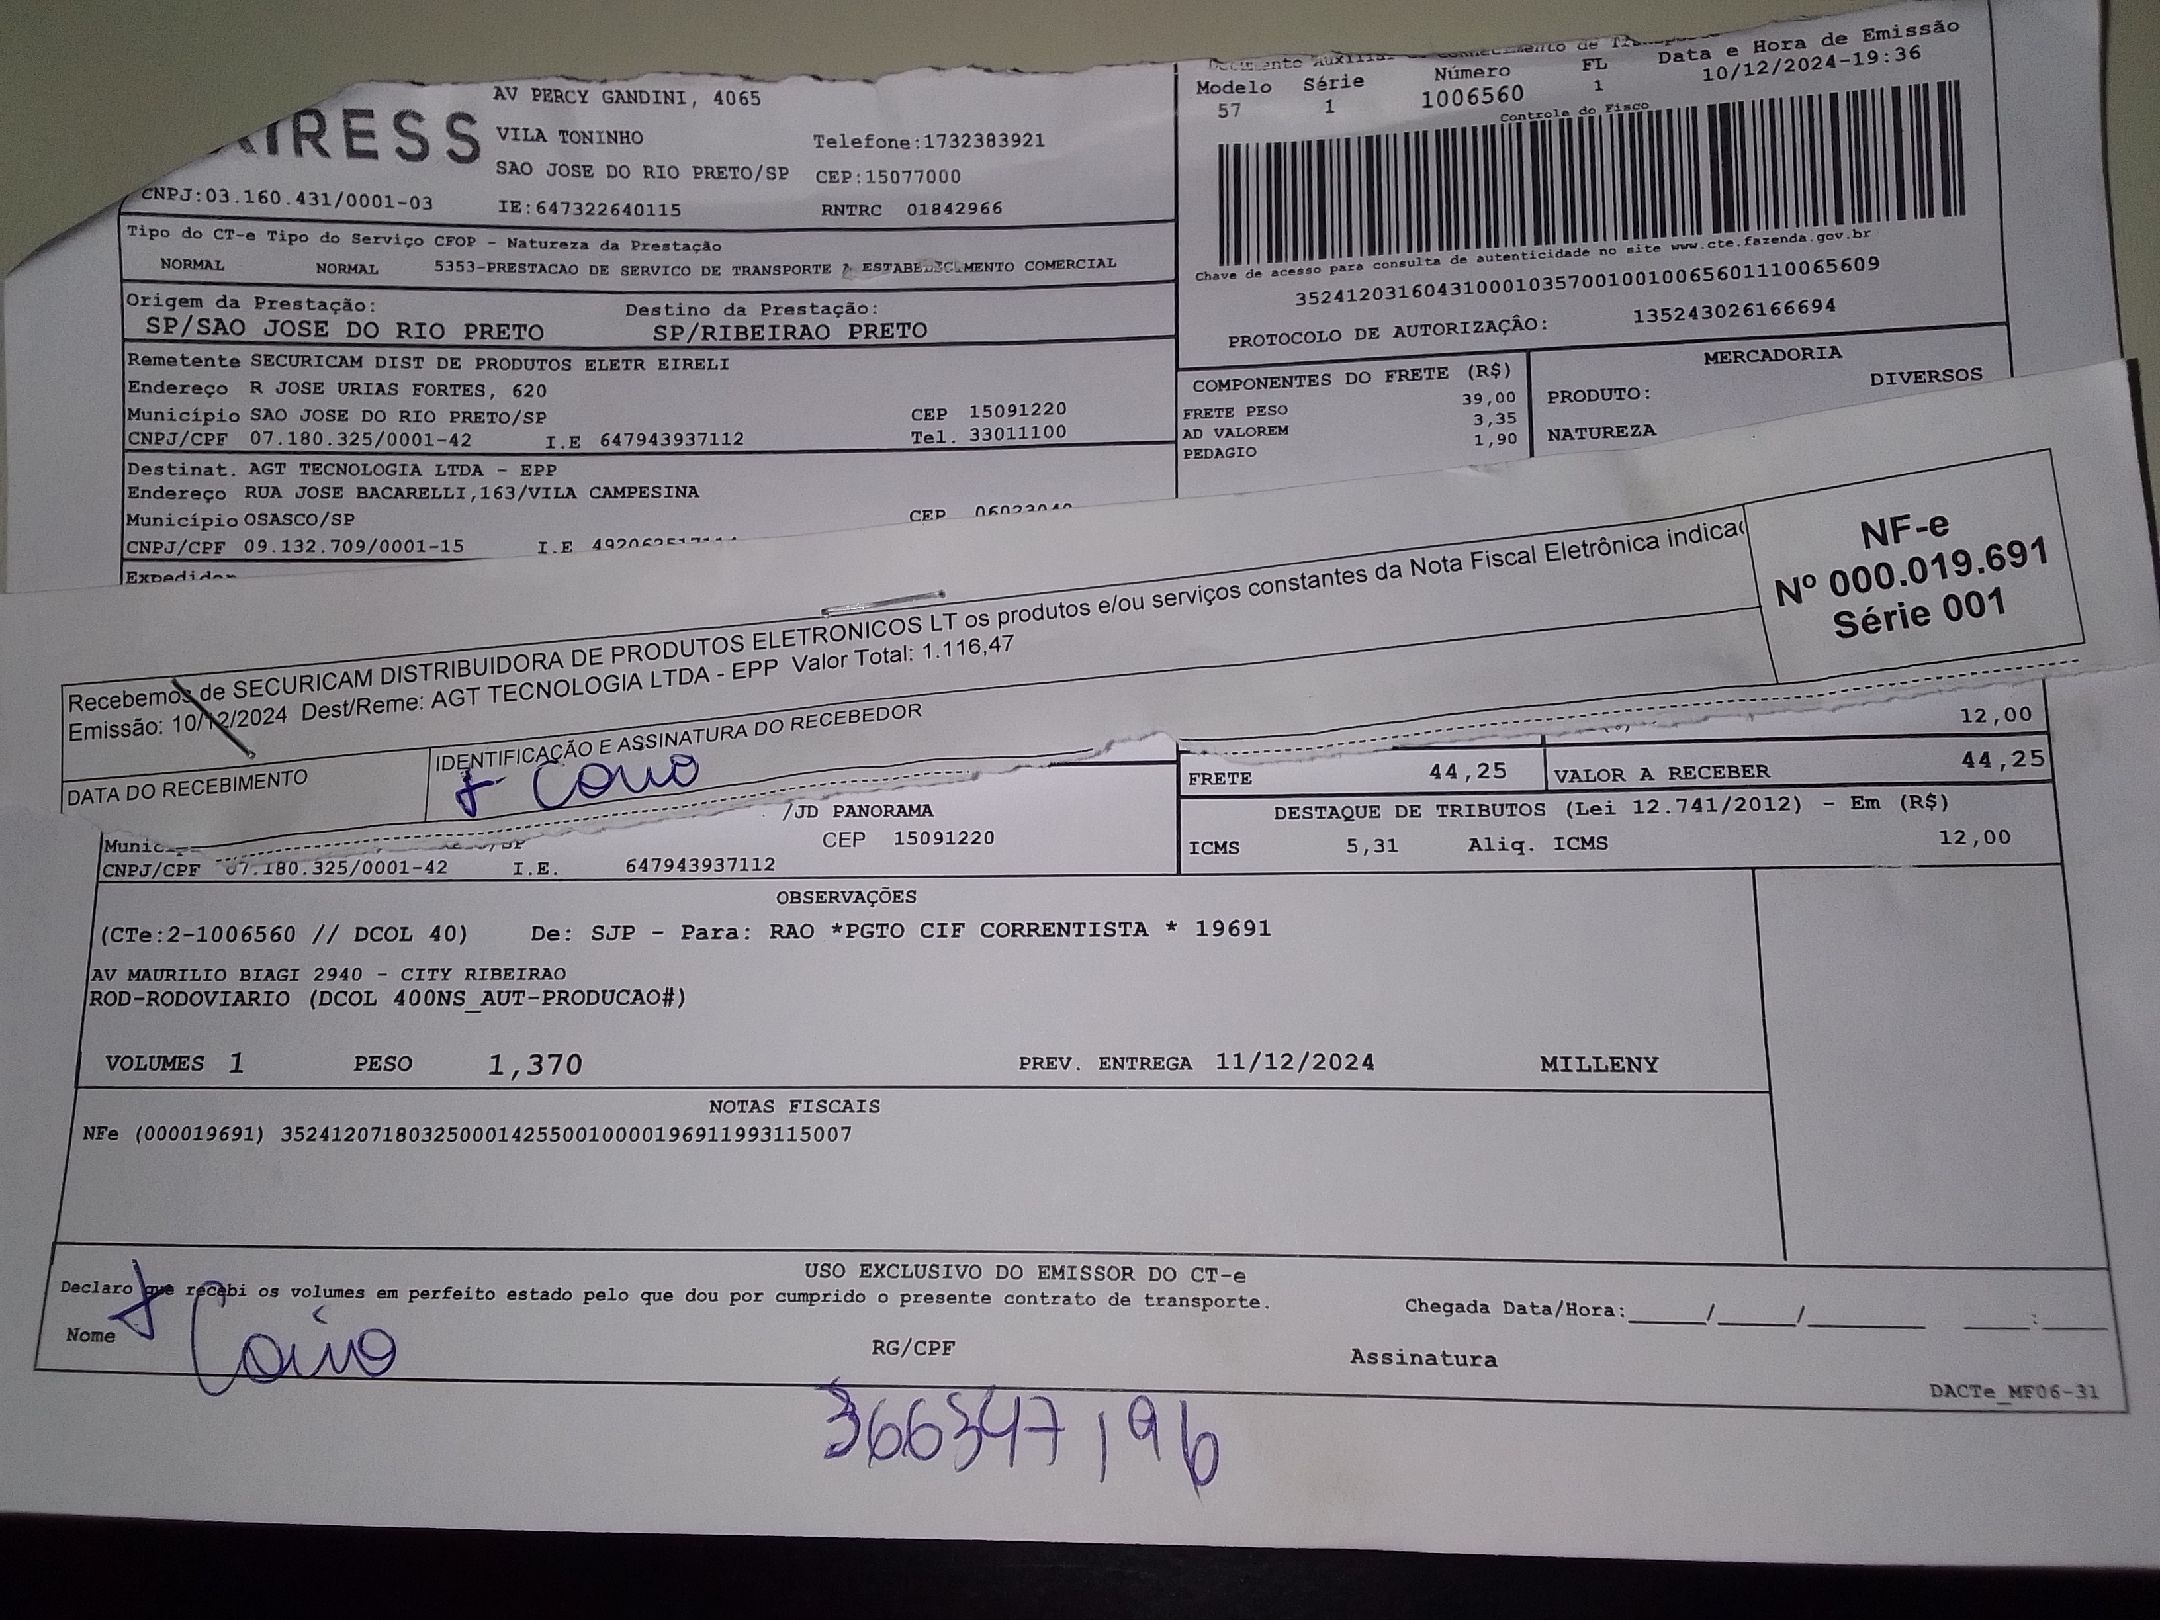 AV PERCY GANDINI, 4065
VILA TONINHO Telefone:1732383921
SAO JOSE DO RIO PRETO/SP CEP:15077000
CNPJ:03.160.431/0001-03 IE:647322640115 RNTRC 01842966
Tipo do CT-e Tipo do Serviço CFOP - Natureza da Prestação
NORMAL NORMAL 5353-PRESTACAO DE SERVICO DE TRANSPORTE A ESTABELECIMENTO COMERCIAL
Origem da Prestação: Destino da Prestação:
SP/SAO JOSE DO RIO PRETO SP/RIBEIRAO PRETO
Remetente SECURICAM DIST DE PRODUTOS ELETR EIRELI
Endereço R JOSE URIAS FORTES, 620
Município SAO JOSE DO RIO PRETO/SP CEP 15091220
CNPJ/CPF 07.180.325/0001-42 I.E 647943937112 Tel. 33011100
Destinat. AGT TECNOLOGIA LTDA - EPP
Endereço RUA JOSE BACARELLI,163/VILA CAMPESINA
Município OSASCO/SP CEP
CNPJ/CPF 09.132.709/0001-15 I.E
Expedidor
Data e Hora de Emissão
Modelo Série Número FL 10/12/2024-19:36
57 1 1006560 1
Controle do Fisco
Chave de acesso para consulta de autenticidade no site www.cte.fazenda.gov.br
35241203160431000103570010010065601110065609
PROTOCOLO DE AUTORIZAÇÃO: 135243026166694
COMPONENTES DO FRETE (R$)
FRETE PESO 39,00
AD VALOREM 3,35
PEDAGIO 1,90
MERCADORIA
PRODUTO: DIVERSOS
NATUREZA
Recebemos de SECURICAM DISTRIBUIDORA DE PRODUTOS ELETRONICOS LT os produtos e/ou serviços constantes da Nota Fiscal Eletrônica indicad
Emissão: 10/12/2024 Dest/Reme: AGT TECNOLOGIA LTDA - EPP Valor Total: 1.116,47
DATA DO RECEBIMENTO IDENTIFICAÇÃO E ASSINATURA DO RECEBEDOR
Caio
NF-e
Nº 000.019.691
Série 001
12,00
FRETE 44,25 VALOR A RECEBER 44,25
/JD PANORAMA
CEP 15091220
CNPJ/CPF 07.180.325/0001-42 I.E. 647943937112
DESTAQUE DE TRIBUTOS (Lei 12.741/2012) - Em (R$)
ICMS 5,31 Aliq. ICMS 12,00
OBSERVAÇÕES
(CTe:2-1006560 // DCOL 40) De: SJP - Para: RAO *PGTO CIF CORRENTISTA * 19691
AV MAURILIO BIAGI 2940 - CITY RIBEIRAO
ROD-RODOVIARIO (DCOL 400NS_AUT-PRODUCAO#)
VOLUMES 1 PESO 1,370 PREV. ENTREGA 11/12/2024 MILLENY
NOTAS FISCAIS
NFe (000019691) 35241207180325000142550010000196911993115007
USO EXCLUSIVO DO EMISSOR DO CT-e
Declaro que recebi os volumes em perfeito estado pelo que dou por cumprido o presente contrato de transporte. Chegada Data/Hora:_____/_____/_______ ____:____
Nome Caio RG/CPF Assinatura
DACTe_MF06-31
366347196